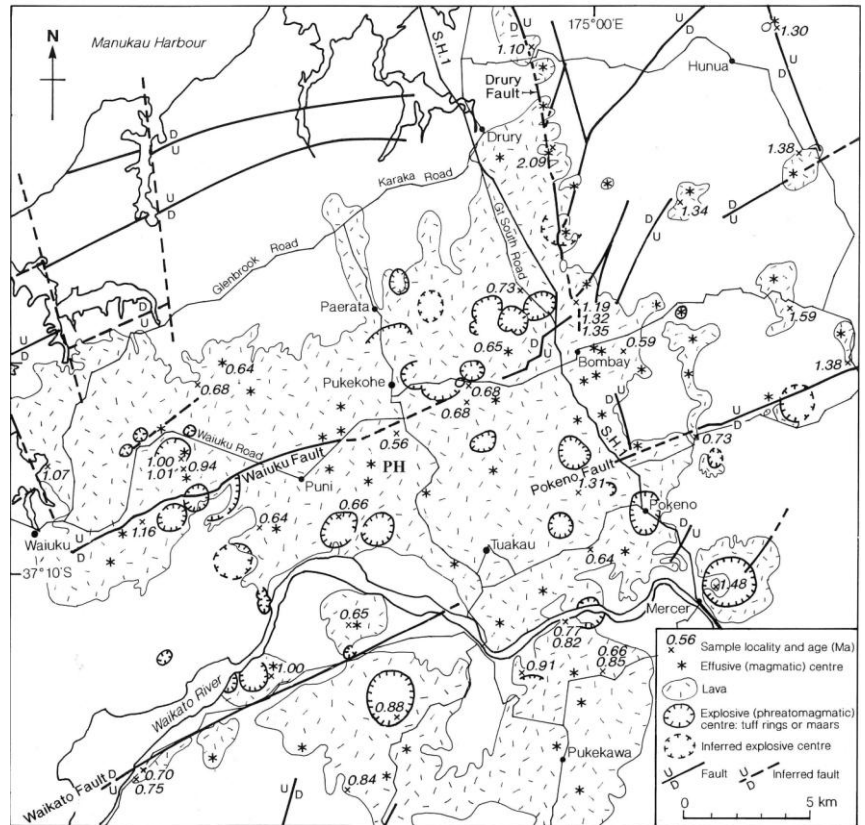 175° 00'E
N
Manukau Harbour
S.H.1
1.10
1.30
Hunua
Drury
Fault
Drury
2.09
1.38
Karaka Road
1.34
Gt South Road
Glenbrook Road
0.73
Paerata
1.19
1.32
1.35
1.59
0.64
0.65
0.59
Bombay
1.38
0.68
Pukekohe
0.68
0.68
Waiuku Road
0.56
S.H.1
0.73
1.07
1.00
0.94
1.01
Waiuku Fault
PH
Pokeno Fault
Puni
1.31
0.66
Pokeno
0.64
Waiuku
1.16
Tuakau
0.64
37° 10'S
1.48
Mercer
0.65
0.77
0.82
0.66
0.85
0.91
1.00
Waikato River
0.88
Pukekawa
Waikato Fault
0.70
0.75
0.84
0.56
Sample locality and age (Ma)
Effusive (magmatic) centre
Lava
Explosive (phreatomagmatic)
centre: tuff rings or maars
Inferred explosive centre
U
D
Fault
U
D
Inferred fault
0
5 km